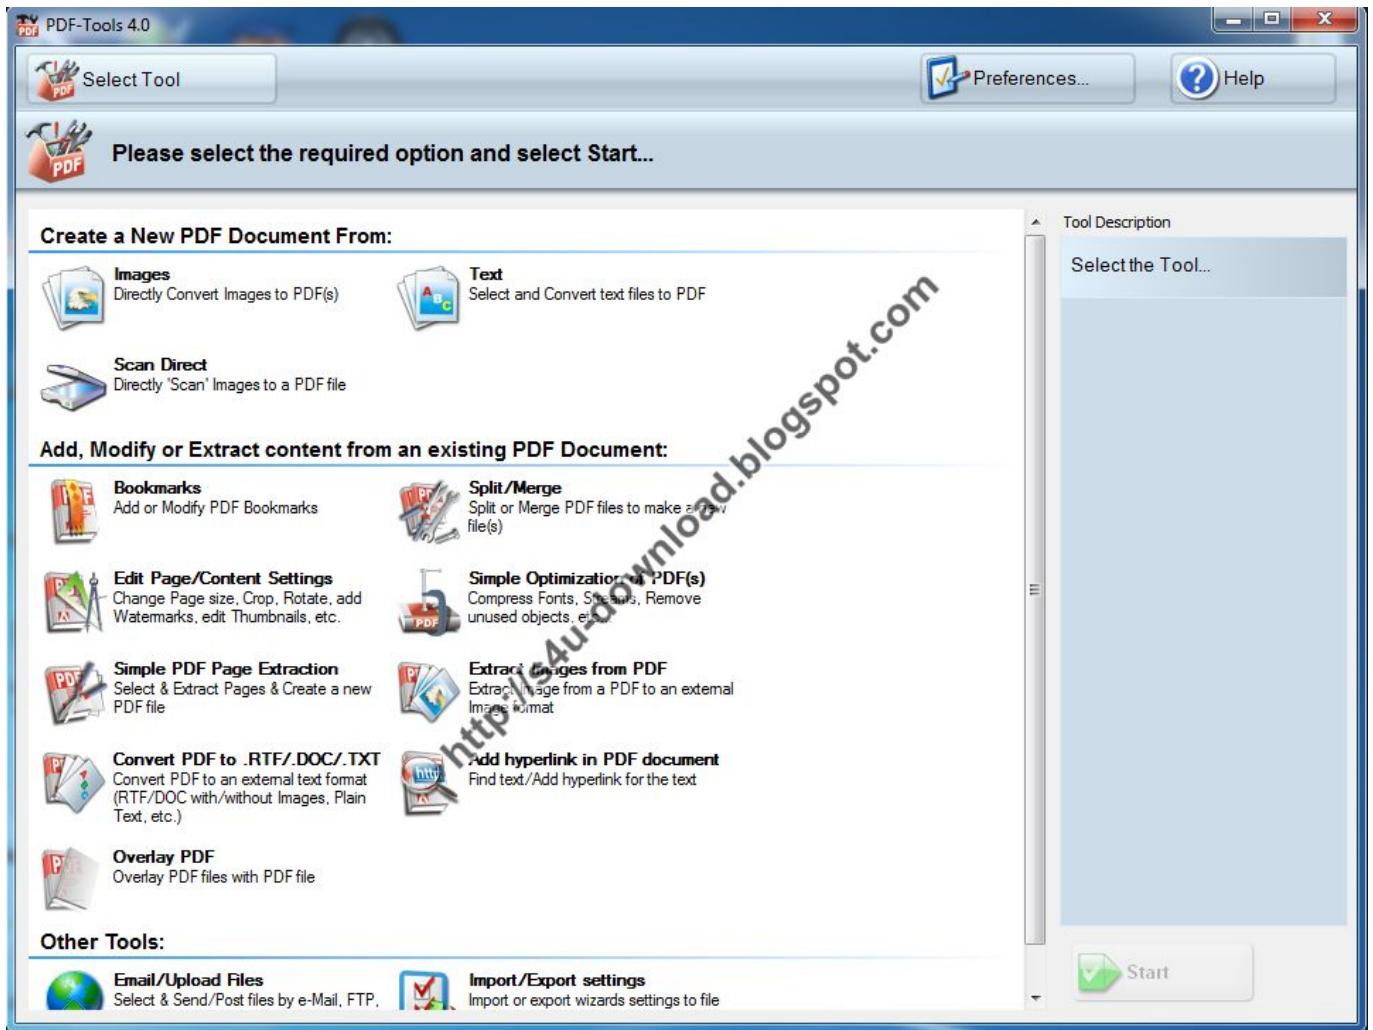 PDF-Tools 4.0
Select Tool
Preferences...
Help
Please select the required option and select Start...
Create a New PDF Document From:
Images
Directly Convert Images to PDF(s)
Text
Select and Convert text files to PDF
Scan Direct
Directly 'Scan' Images to a PDF file
Add, Modify or Extract content from an existing PDF Document:
Bookmarks
Add or Modify PDF Bookmarks
Split/Merge
Split or Merge PDF files to make a new
file(s)
Edit Page/Content Settings
Change Page size, Crop, Rotate, add
Watermarks, edit Thumbnails, etc.
Simple Optimization of PDF(s)
Compress Fonts, Streams, Remove
unused objects, etc...
Simple PDF Page Extraction
Select & Extract Pages & Create a new
PDF file
Extract Images from PDF
Extract Image from a PDF to an external
Image format
Convert PDF to .RTF/.DOC/.TXT
Convert PDF to an external text format
(RTF/DOC with/without Images, Plain
Text, etc.)
Add hyperlink in PDF document
Find text/Add hyperlink for the text
Overlay PDF
Overlay PDF files with PDF file
Other Tools:
Email/Upload Files
Select & Send/Post files by e-Mail, FTP,
Import/Export settings
Import or export wizards settings to file
Tool Description
Select the Tool...
Start
http://s4u-download.blogspot.com